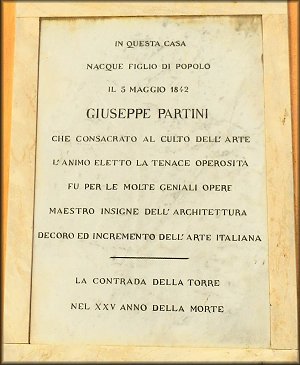 IN QUESTA CASA
NACQUE FIGLIO DI POPOLO
IL 5 MAGGIO 1842
GIUSEPPE PARTINI
CHE CONSACRATO AL CULTO DELL'ARTE
L'ANIMO ELETTO LA TENACE OPEROSITÀ
FU PER LE MOLTE GENIALI OPERE
MAESTRO INSIGNE DELL'ARCHITETTURA
DECORO ED INCREMENTO DELL'ARTE ITALIANA
LA CONTRADA DELLA TORRE
NEL XXV ANNO DELLA MORTE